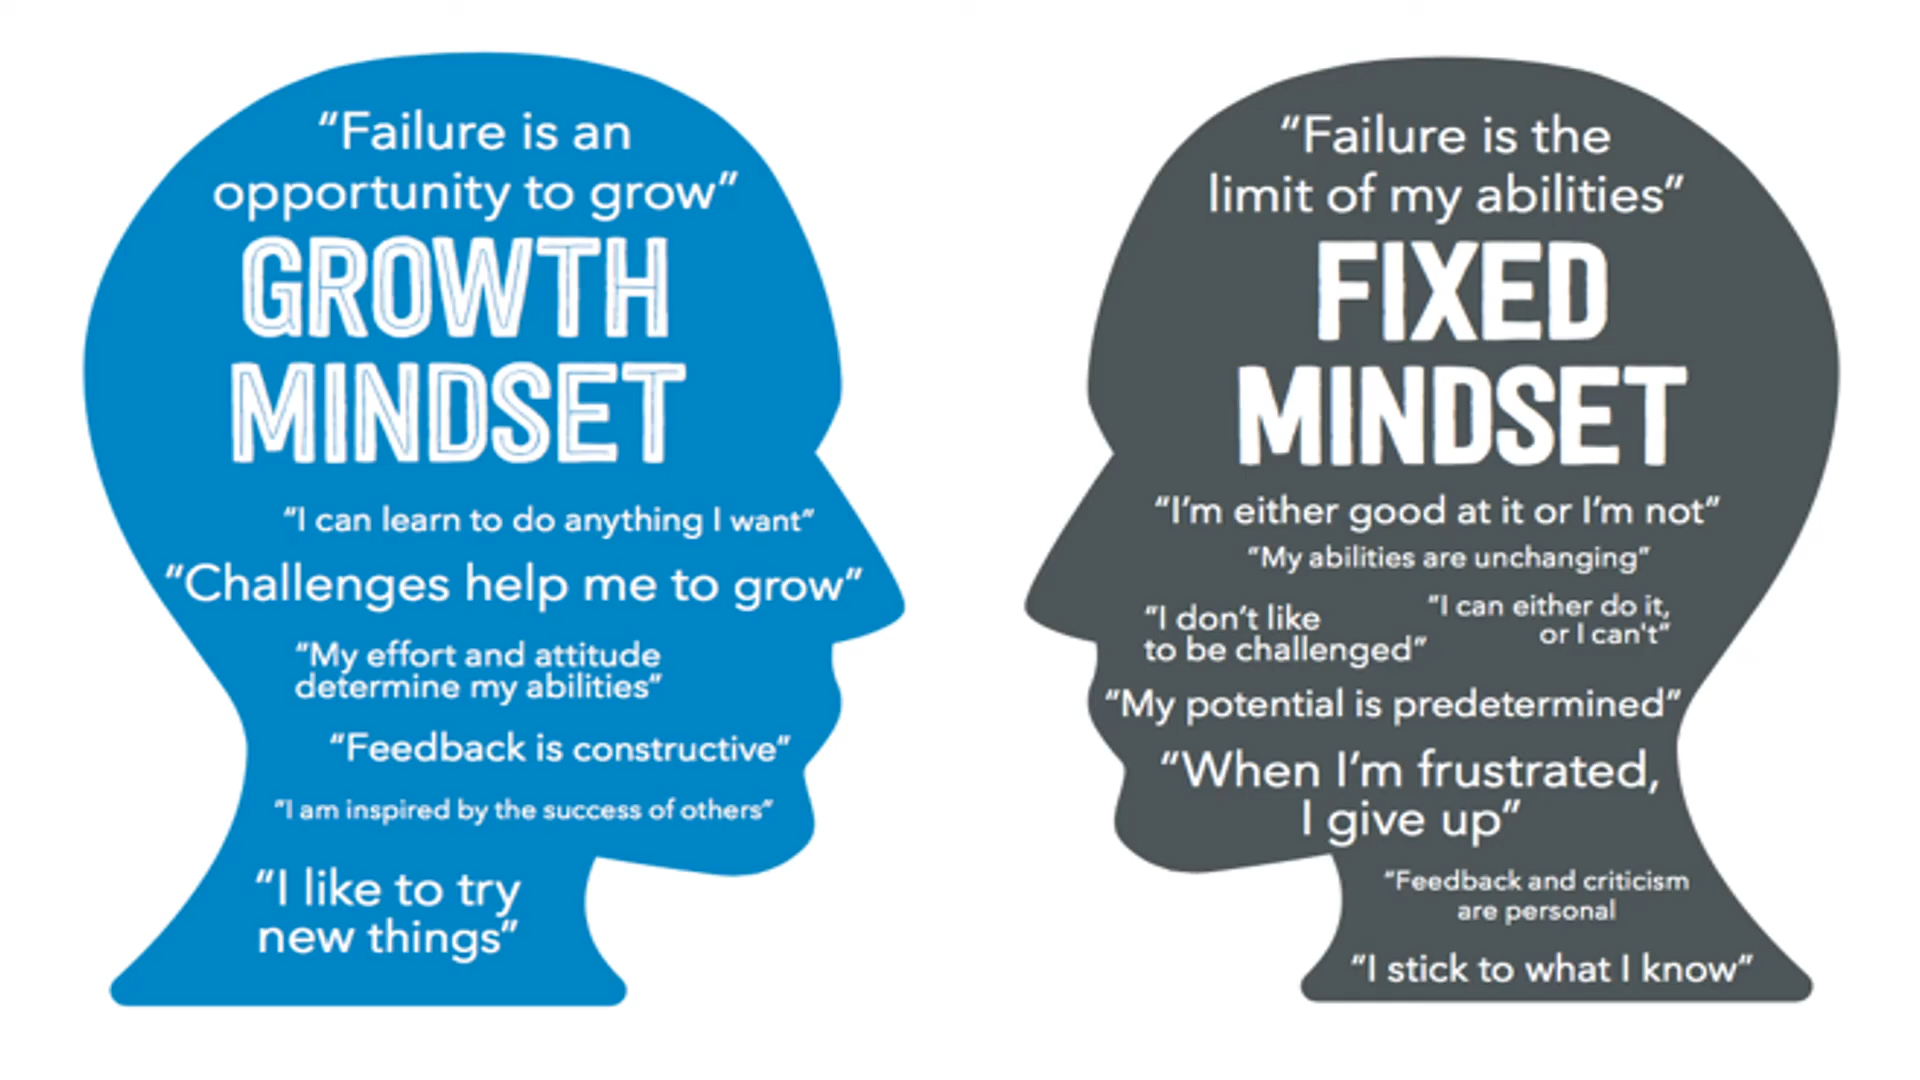 “Failure is an
opportunity to grow”
GROWTH
MINDSET
“I can learn to do anything I want”
“Challenges help me to grow”
“My effort and attitude
determine my abilities”
“Feedback is constructive”
“I am inspired by the success of others”
“I like to try
new things”
“Failure is the
limit of my abilities”
FIXED
MINDSET
“I’m either good at it or I’m not”
“My abilities are unchanging”
“I don’t like
to be challenged”
“I can either do it,
or I can't”
“My potential is predetermined”
“When I’m frustrated,
I give up”
“Feedback and criticism
are personal
“I stick to what I know”